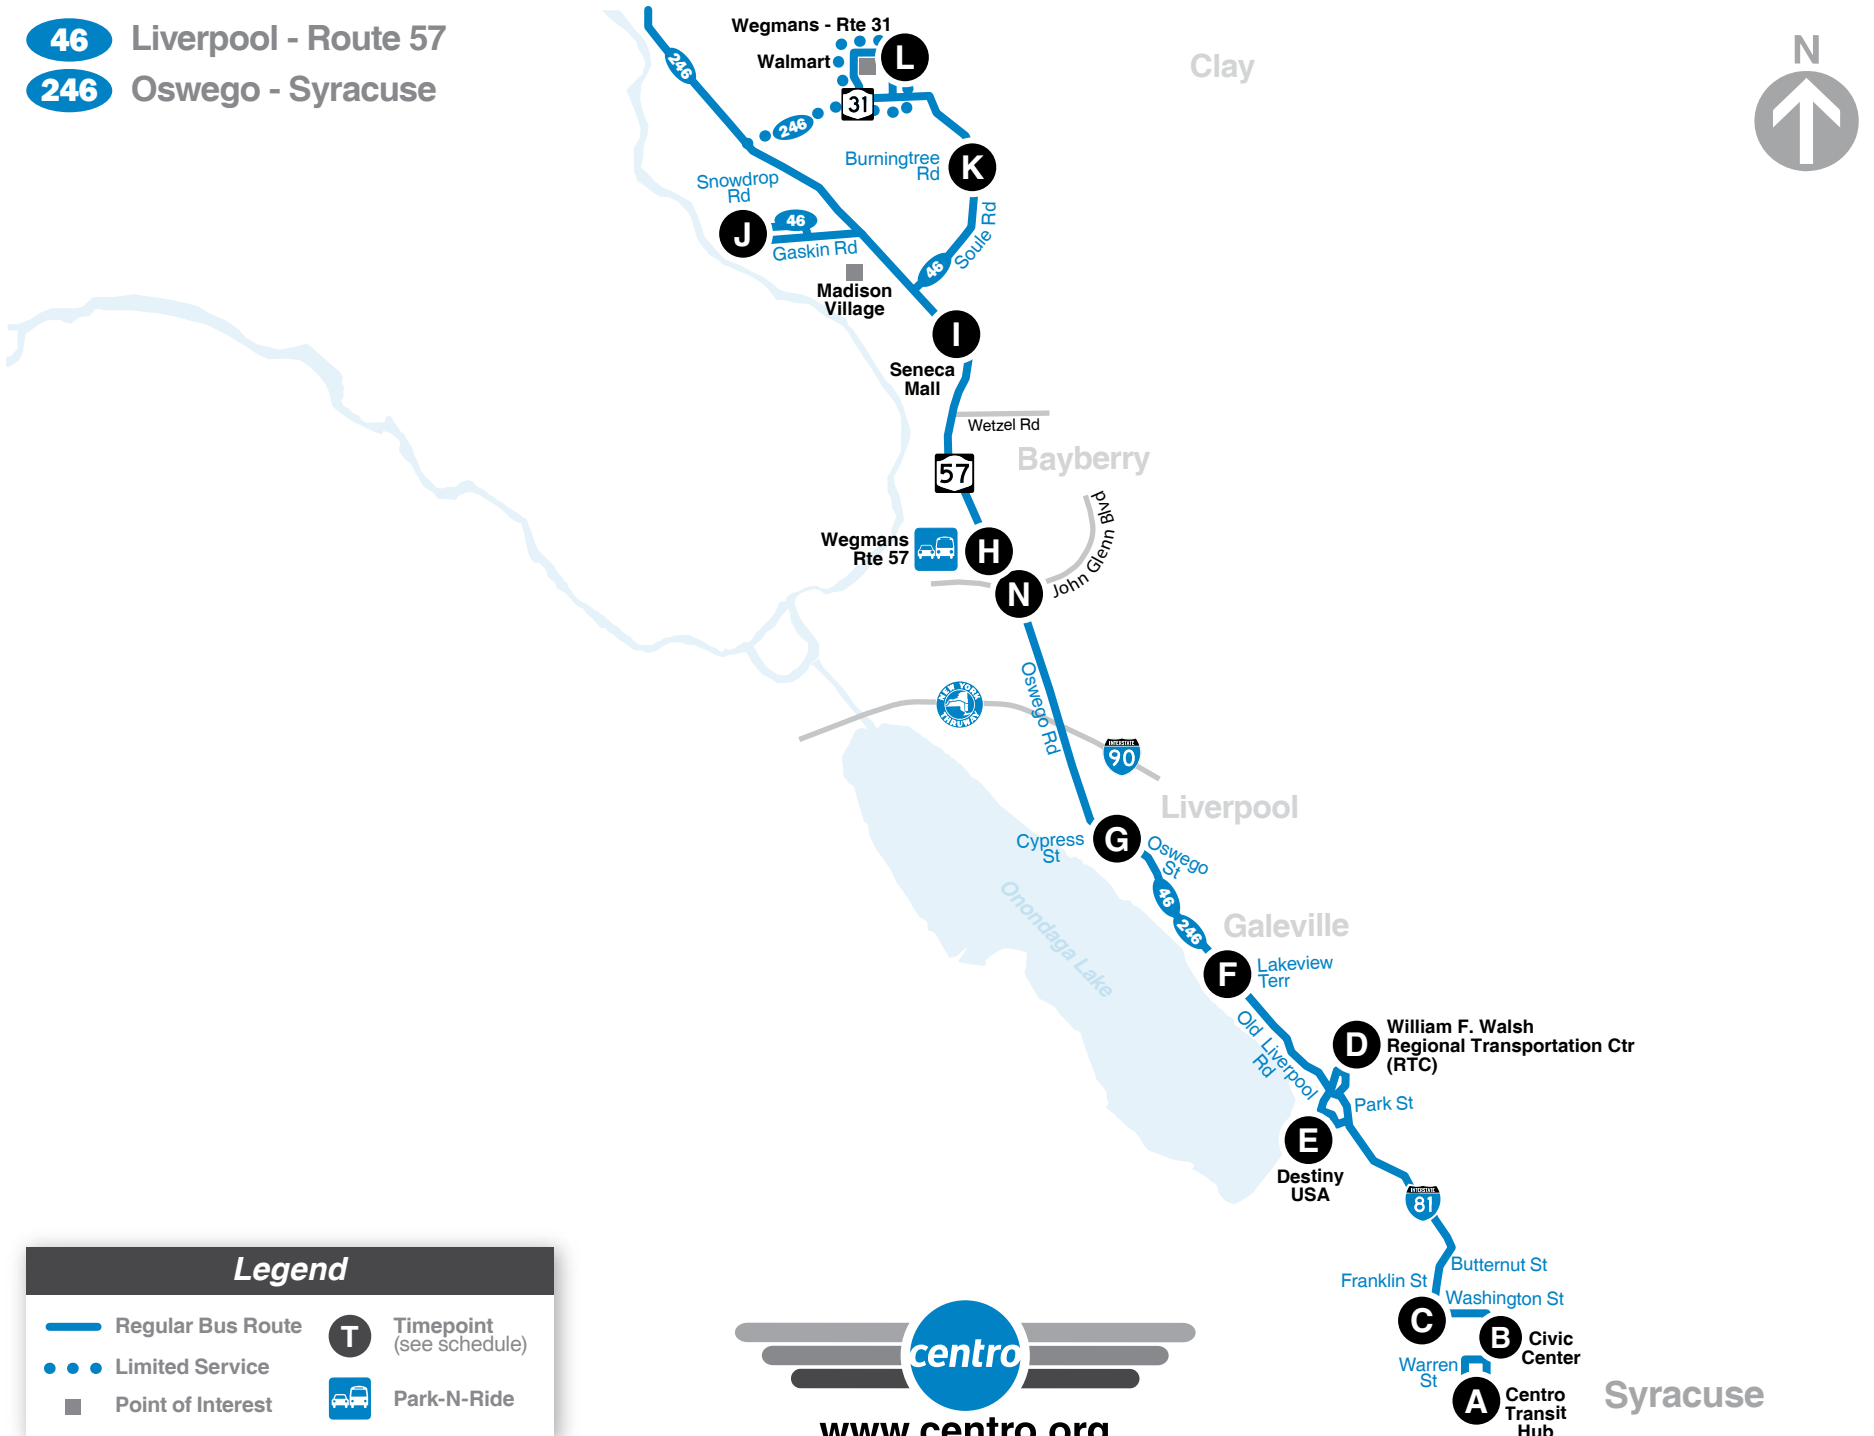 46 Liverpool - Route 57
246 Oswego - Syracuse
N
Clay
Wegmans - Rte 31
Walmart
L
31
246
246
Burningtree
Rd
K
Snowdrop
Rd
J
46
Gaskin Rd
Soule Rd
46
Madison
Village
I
Seneca
Mall
Wetzel Rd
Bayberry
57
John Glenn Blvd
Wegmans
Rte 57
H
N
Oswego Rd
NEW YORK
THRUWAY
INTERSTATE
90
Liverpool
Cypress
St
G
Oswego
St
46
246
Galeville
Onondaga Lake
F
Lakeview
Terr
Old Liverpool
Rd
D
William F. Walsh
Regional Transportation Ctr
(RTC)
Park St
E
Destiny
USA
INTERSTATE
81
Butternut St
Franklin St
Washington St
C
B
Civic
Center
Warren
St
A
Centro
Transit
Hub
Syracuse
Legend
Regular Bus Route
Limited Service
Point of Interest
T
Timepoint
(see schedule)
Park-N-Ride
centro
www.centro.org